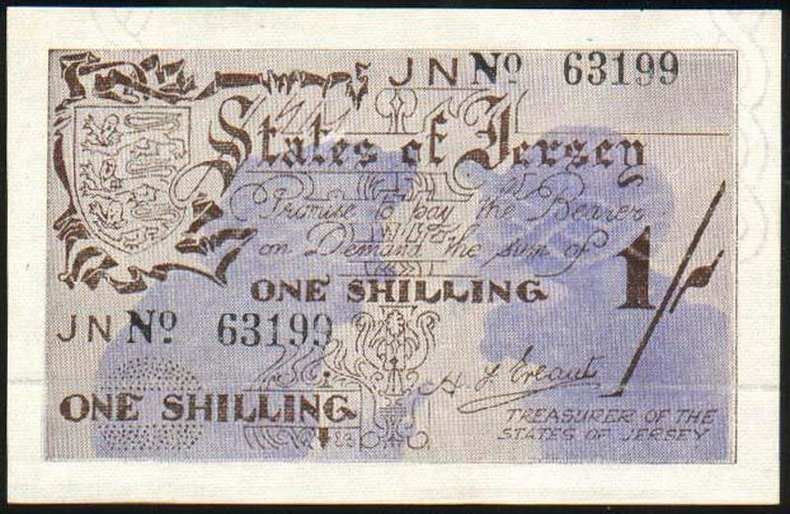 JN Nº 63199
States of Jersey
Promise to pay the Bearer
on Demand the sum of
ONE SHILLING
1/-
JN Nº 63199
H. F. Ereaut
ONE SHILLING
TREASURER OF THE
STATES OF JERSEY